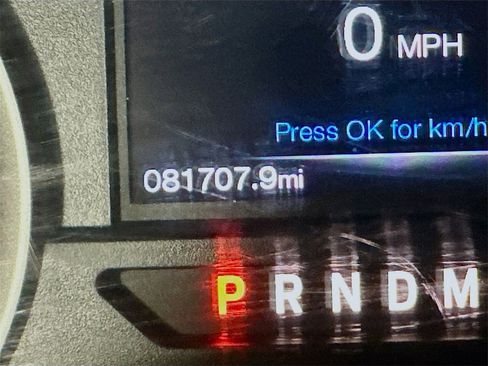 0 MPH
Press OK for km/h
081707.9mi
P R N D M